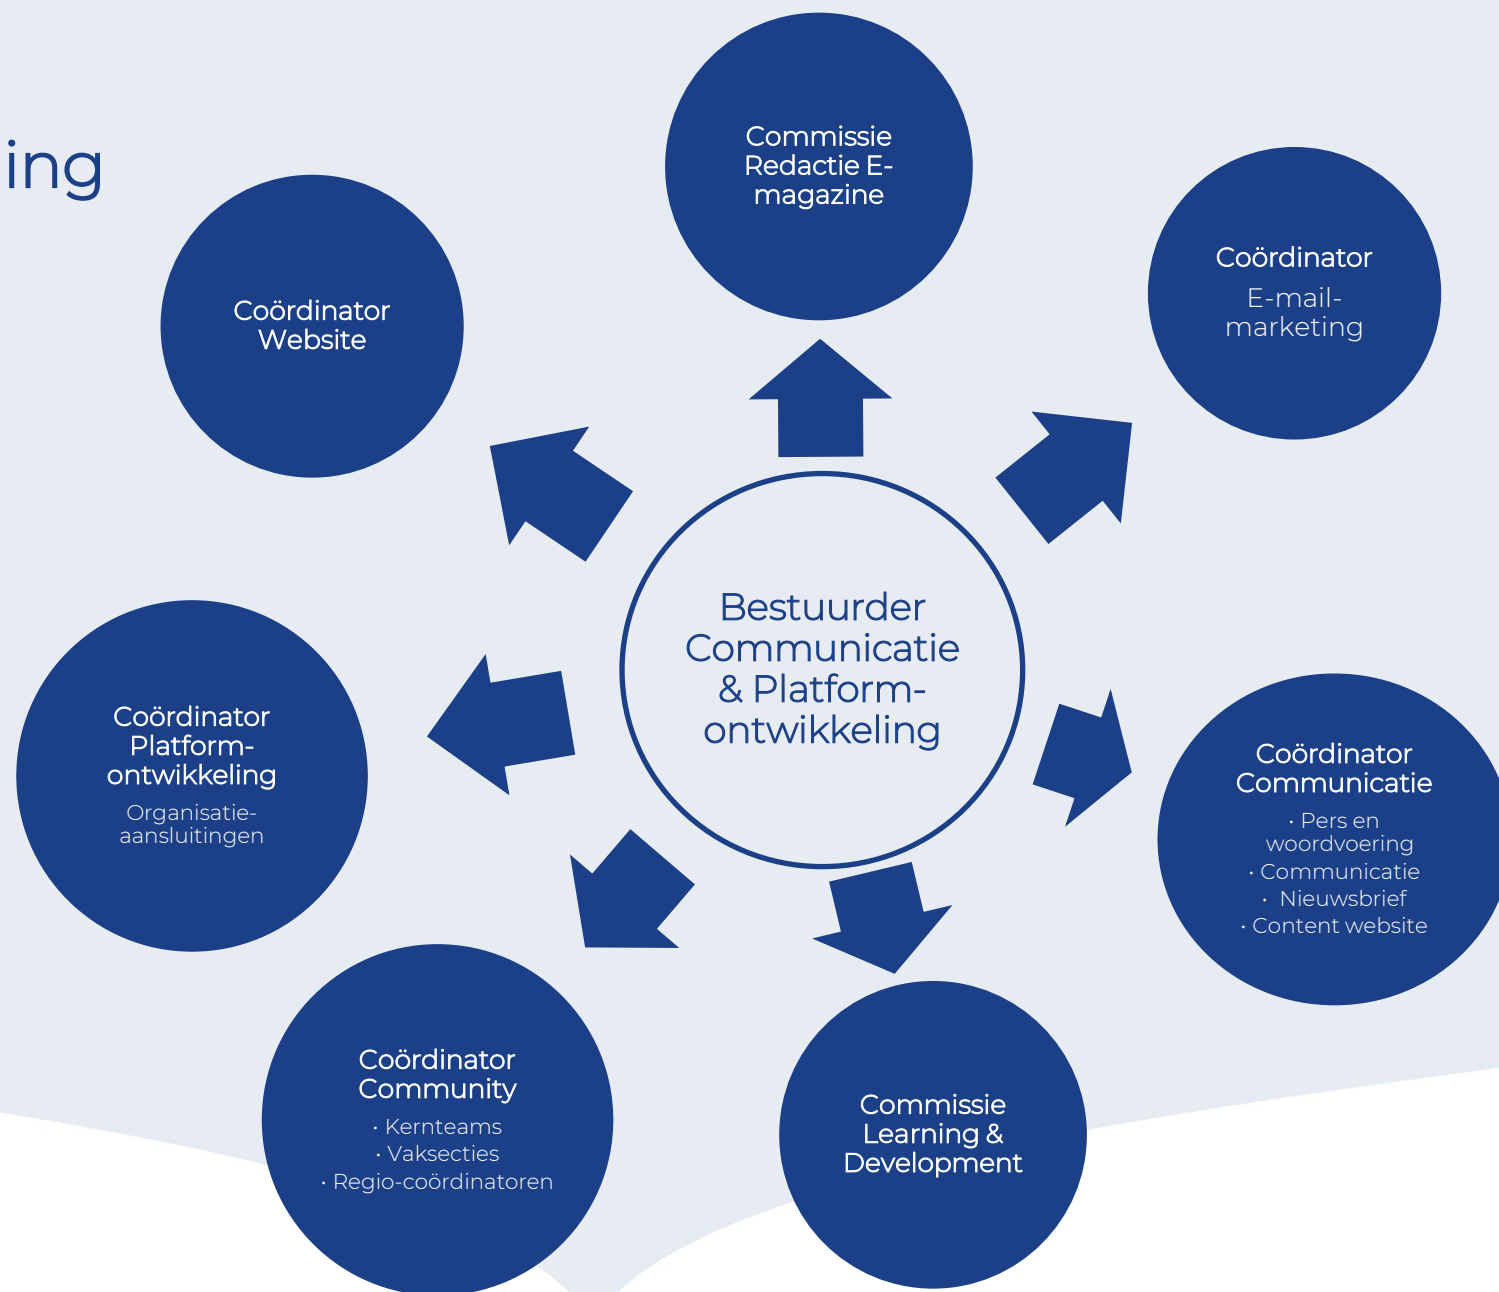 ing
Commissie
Redactie E-
magazine
Coördinator
E-mail-
marketing
Coördinator
Website
Bestuurder
Communicatie
& Platform-
ontwikkeling
Coördinator
Platform-
ontwikkeling
Organisatie-
aansluitingen
Coördinator
Communicatie
• Pers en
woordvoering
• Communicatie
• Nieuwsbrief
• Content website
Coördinator
Community
• Kernteams
• Vaksecties
• Regio-coördinatoren
Commissie
Learning &
Development